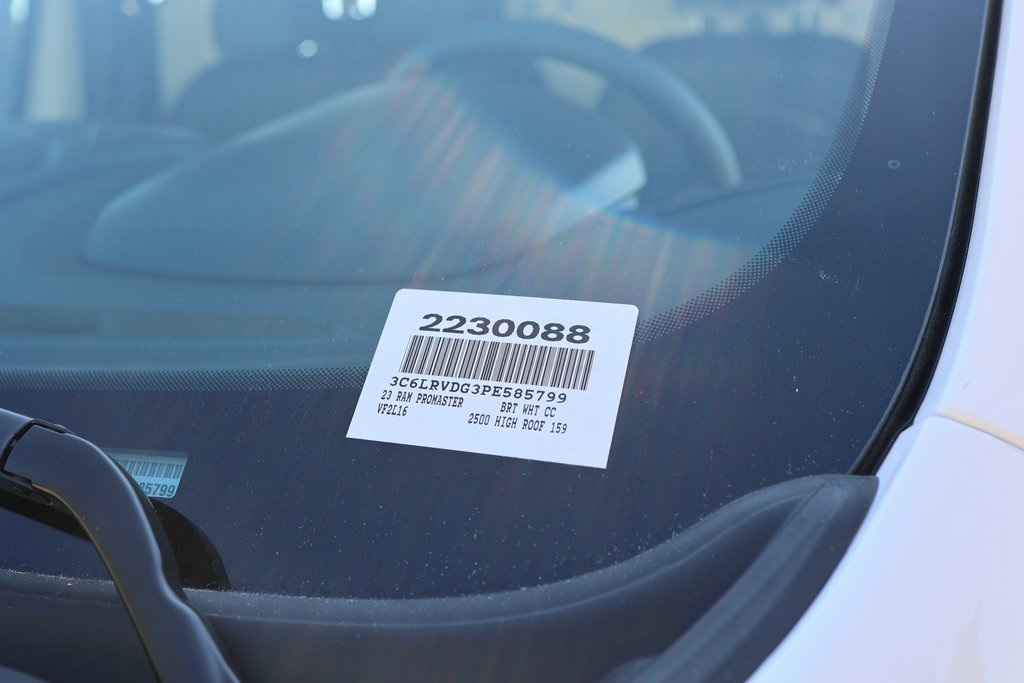 2230088
3C6LRVDG3PE585799
23 RAM PROMASTER BRT WHT CC
VF2L16 2500 HIGH ROOF 159
85799